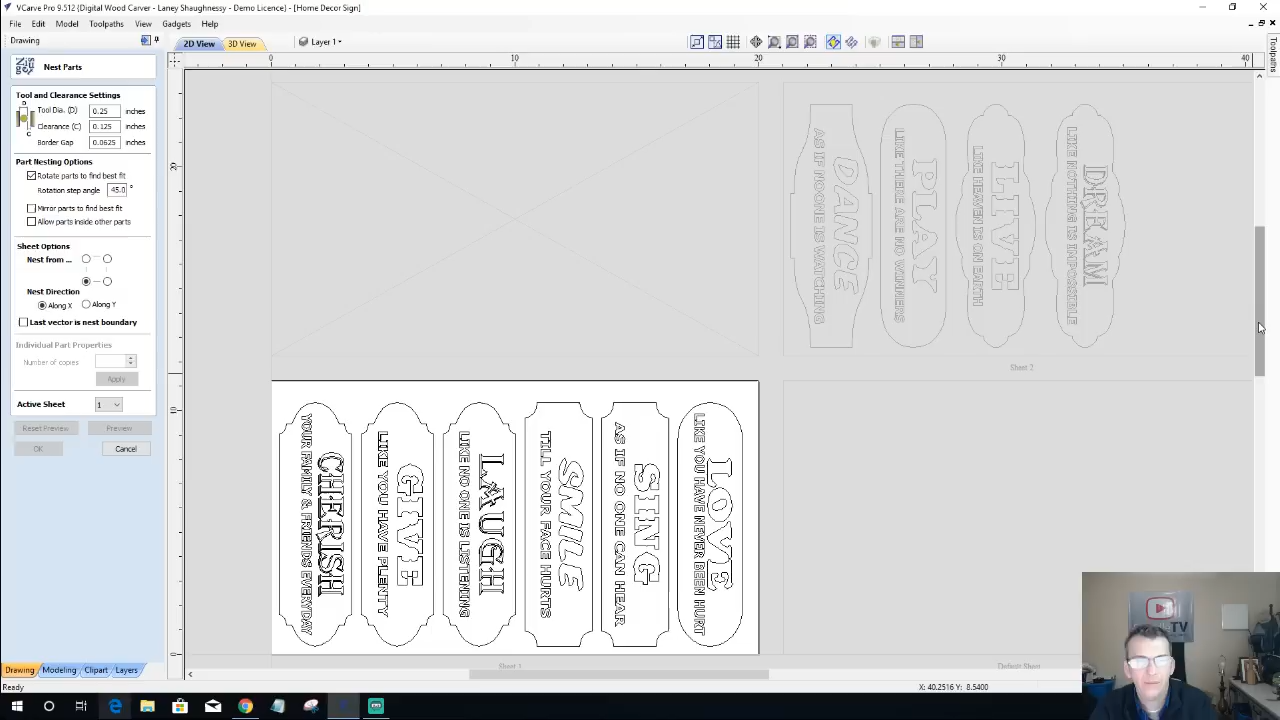 VCarve Pro 9.512 {Digital Wood Carver - Laney Shaughnessy - Demo Licence} - [Home Decor Sign]
File Edit Model Toolpaths View Gadgets Help
Drawing
2D View 3D View Layer 1
Nest Parts
0 10 20 30 40
Tool and Clearance Settings
Tool Dia. (D) 0.25 inches
Clearance (C) 0.125 inches
Border Gap 0.0625 inches
Part Nesting Options
Rotate parts to find best fit
Rotation step angle 45.0 °
Mirror parts to find best fit
Allow parts inside other parts
Sheet Options
Nest from ...
Nest Direction
Along X Along Y
Last vector is nest boundary
Individual Part Properties
Number of copies
Apply
Active Sheet 1
Reset Preview Preview
OK Cancel
DANCE
AS IF NO ONE IS WATCHING
PLAY
LIKE THERE ARE NO WINNERS
LIVE
LIKE HEAVEN IS ON EARTH
DREAM
LIKE NOTHING IS IMPOSSIBLE
Sheet 2
CHERISH
YOUR FAMILY & FRIENDS EVERYDAY
GIVE
LIKE YOU HAVE PLENTY
LAUGH
LIKE NO ONE IS LISTENING
SMILE
TILL YOUR FACE HURTS
SING
AS IF NO ONE CAN HEAR
LOVE
LIKE YOU HAVE NEVER BEEN HURT
Sheet 1
Default Sheet
Toolpaths
Drawing Modeling Clipart Layers
Ready
X: 40.2516 Y: 8.5400
TV